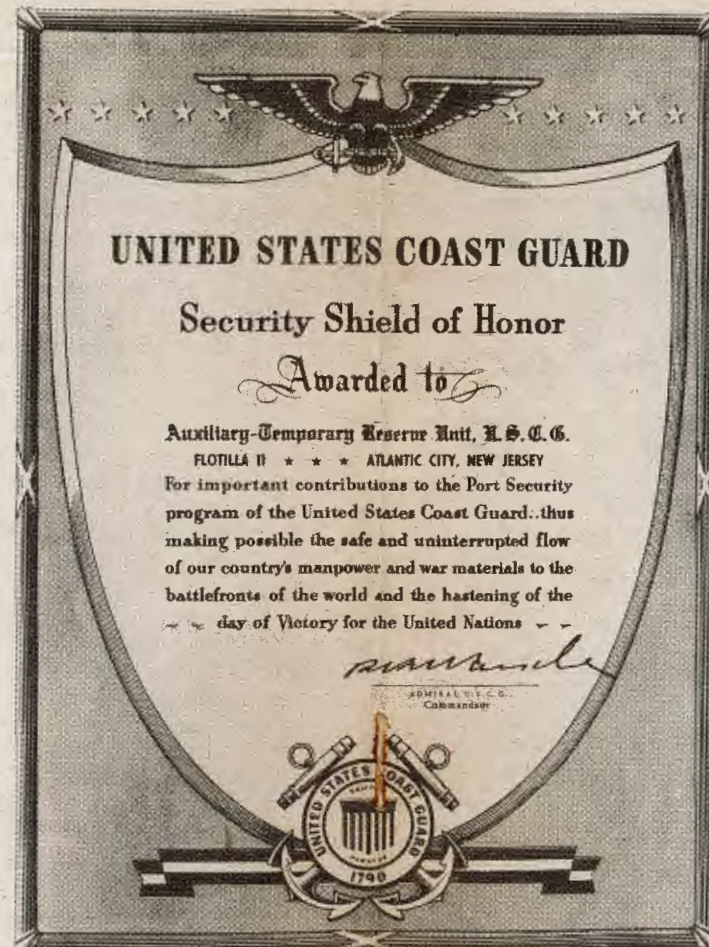 UNITED STATES COAST GUARD
Security Shield of Honor
Awarded to
Auxiliary-Temporary Reserve Unit, U.S.C.G.
FLOTILLA II ★ ★ ★ ATLANTIC CITY, NEW JERSEY
For important contributions to the Port Security
program of the United States Coast Guard..thus
making possible the safe and uninterrupted flow
of our country's manpower and war materials to the
battlefronts of the world and the hastening of the
day of Victory for the United Nations
ADMIRAL U.S.C.G.
Commandant
UNITED STATES COAST GUARD
1790